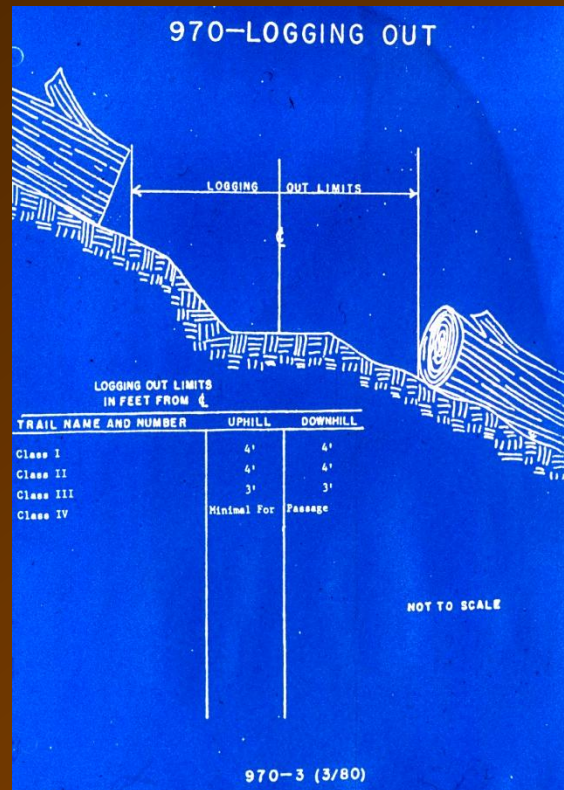 970—LOGGING OUT
LOGGING OUT LIMITS
℄
LOGGING OUT LIMITS
IN FEET FROM ℄
TRAIL NAME AND NUMBER UPHILL DOWNHILL
Class I 4' 4'
Class II 4' 4'
Class III 3' 3'
Class IV Minimal For Passage
NOT TO SCALE
970-3 (3/80)